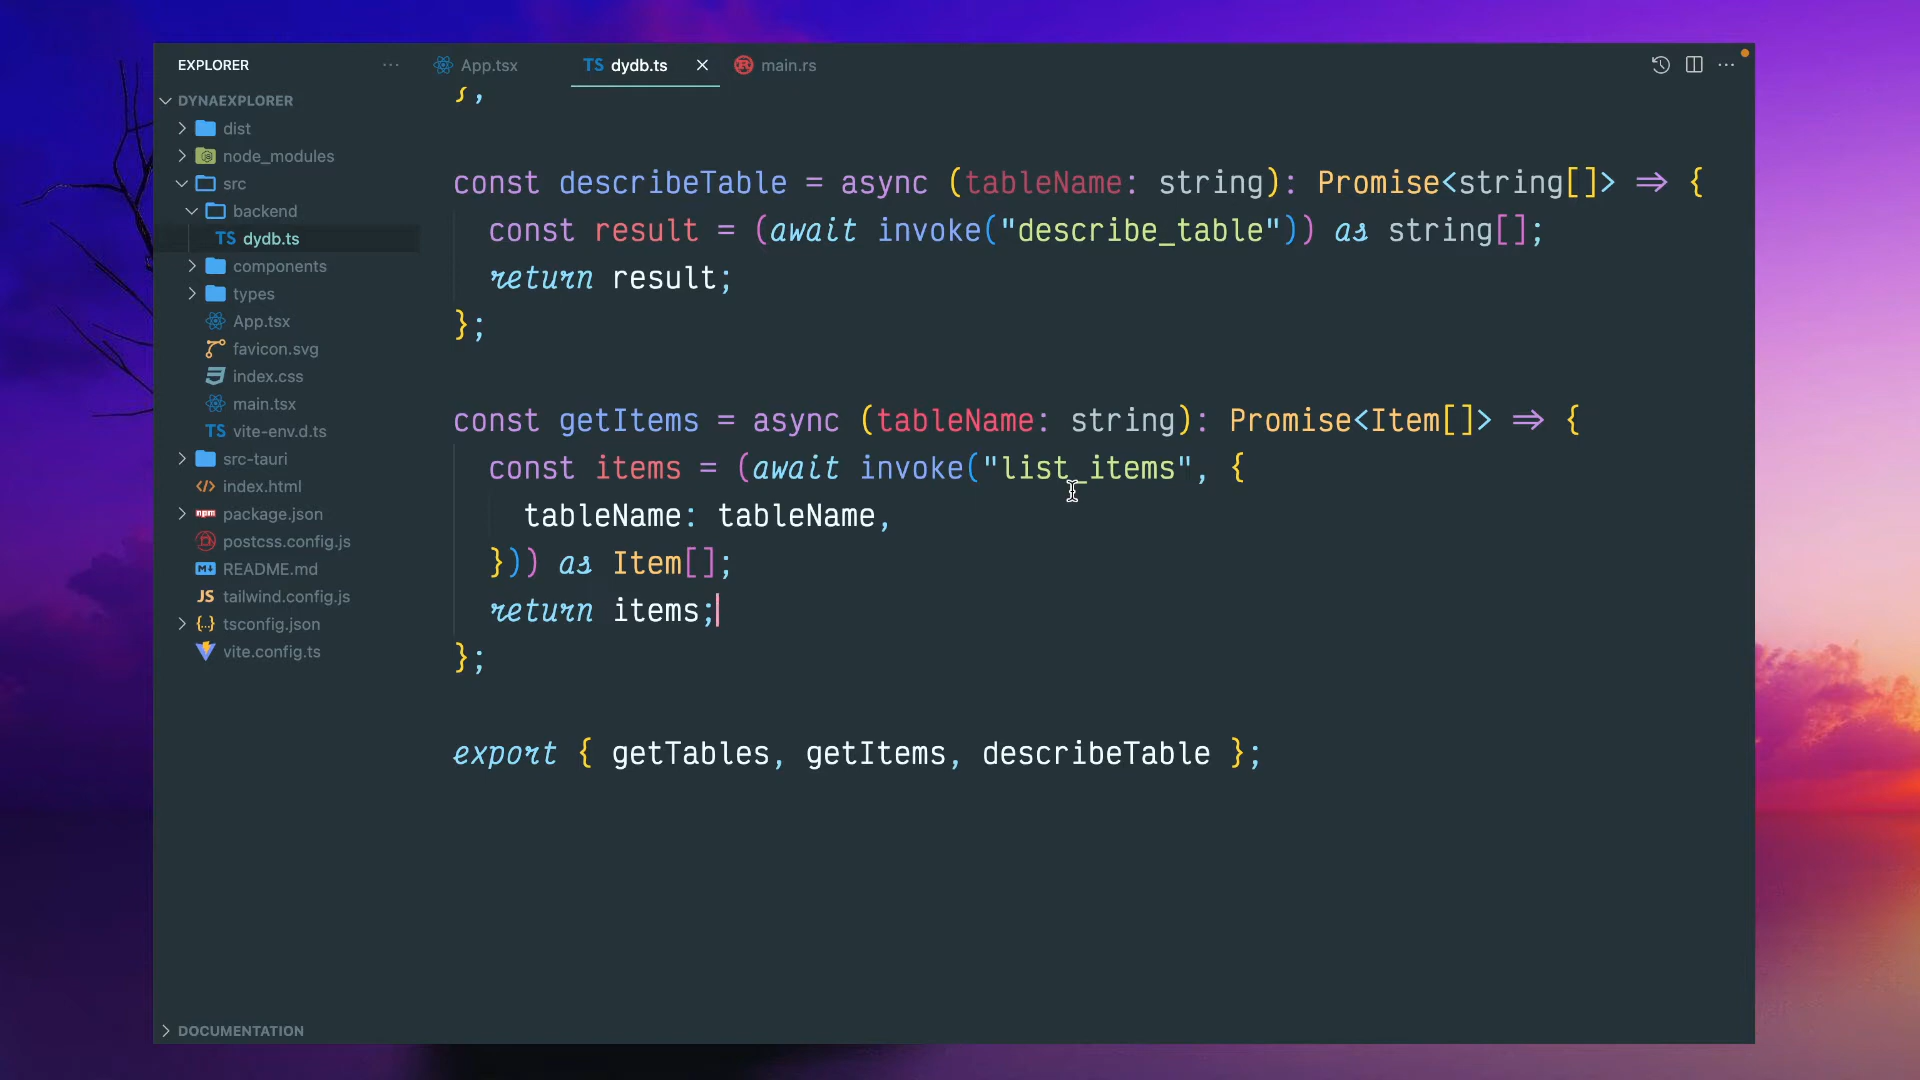 EXPLORER
App.tsx
TS dydb.ts
main.rs
DYNAEXPLORER
dist
node_modules
src
backend
TS dydb.ts
components
types
App.tsx
favicon.svg
index.css
main.tsx
TS vite-env.d.ts
src-tauri
index.html
npm package.json
postcss.config.js
README.md
JS tailwind.config.js
tsconfig.json
vite.config.ts
DOCUMENTATION
},
const describeTable = async (tableName: string): Promise<string[]> => {
const result = (await invoke("describe_table")) as string[];
return result;
};
const getItems = async (tableName: string): Promise<Item[]> => {
const items = (await invoke("list_items", {
tableName: tableName,
})) as Item[];
return items;
};
export { getTables, getItems, describeTable };